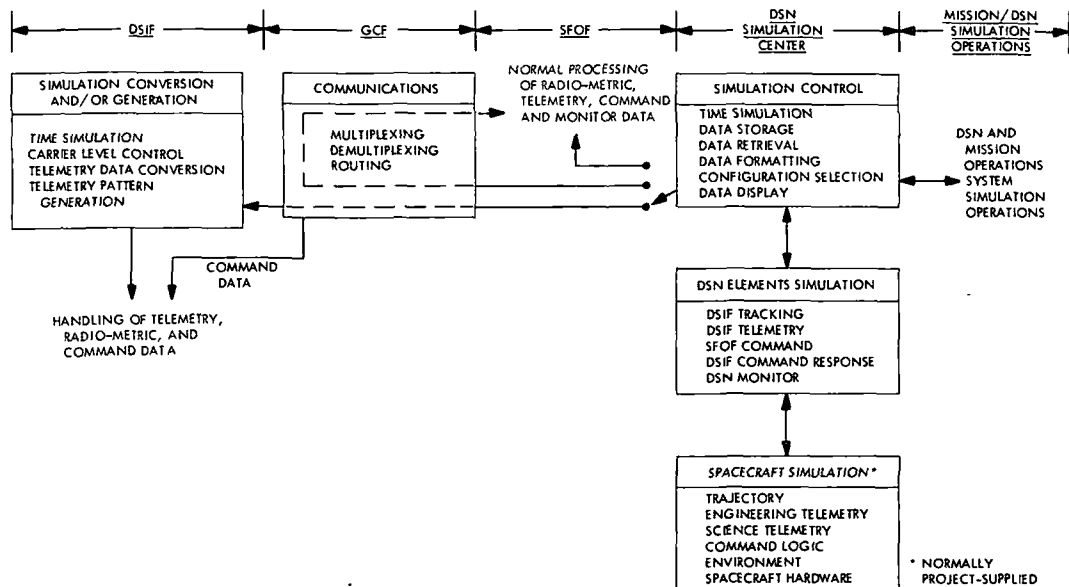 DSIF
GCF
SFOF
DSN
SIMULATION
CENTER
MISSION/DSN
SIMULATION
OPERATIONS
SIMULATION CONVERSION
AND/OR GENERATION
TIME SIMULATION
CARRIER LEVEL CONTROL
TELEMETRY DATA CONVERSION
TELEMETRY PATTERN
GENERATION
COMMUNICATIONS
MULTIPLEXING
DEMULTIPLEXING
ROUTING
NORMAL PROCESSING
OF RADIO-METRIC,
TELEMETRY, COMMAND
AND MONITOR DATA
SIMULATION CONTROL
TIME SIMULATION
DATA STORAGE
DATA RETRIEVAL
DATA FORMATTING
CONFIGURATION SELECTION
DATA DISPLAY
DSN AND
MISSION
OPERATIONS
SYSTEM
SIMULATION
OPERATIONS
COMMAND
DATA
HANDLING OF TELEMETRY,
RADIO-METRIC, AND
COMMAND DATA
DSN ELEMENTS SIMULATION
DSIF TRACKING
DSIF TELEMETRY
SFOF COMMAND
DSIF COMMAND RESPONSE
DSN MONITOR
SPACECRAFT SIMULATION*
TRAJECTORY
ENGINEERING TELEMETRY
SCIENCE TELEMETRY
COMMAND LOGIC
ENVIRONMENT
SPACECRAFT HARDWARE
* NORMALLY
PROJECT-SUPPLIED